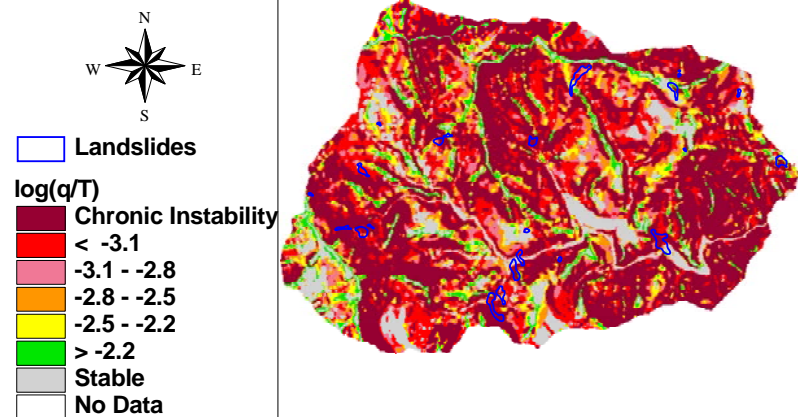 N
W E
S
Landslides
log(q/T)
Chronic Instability
< -3.1
-3.1 - -2.8
-2.8 - -2.5
-2.5 - -2.2
> -2.2
Stable
No Data